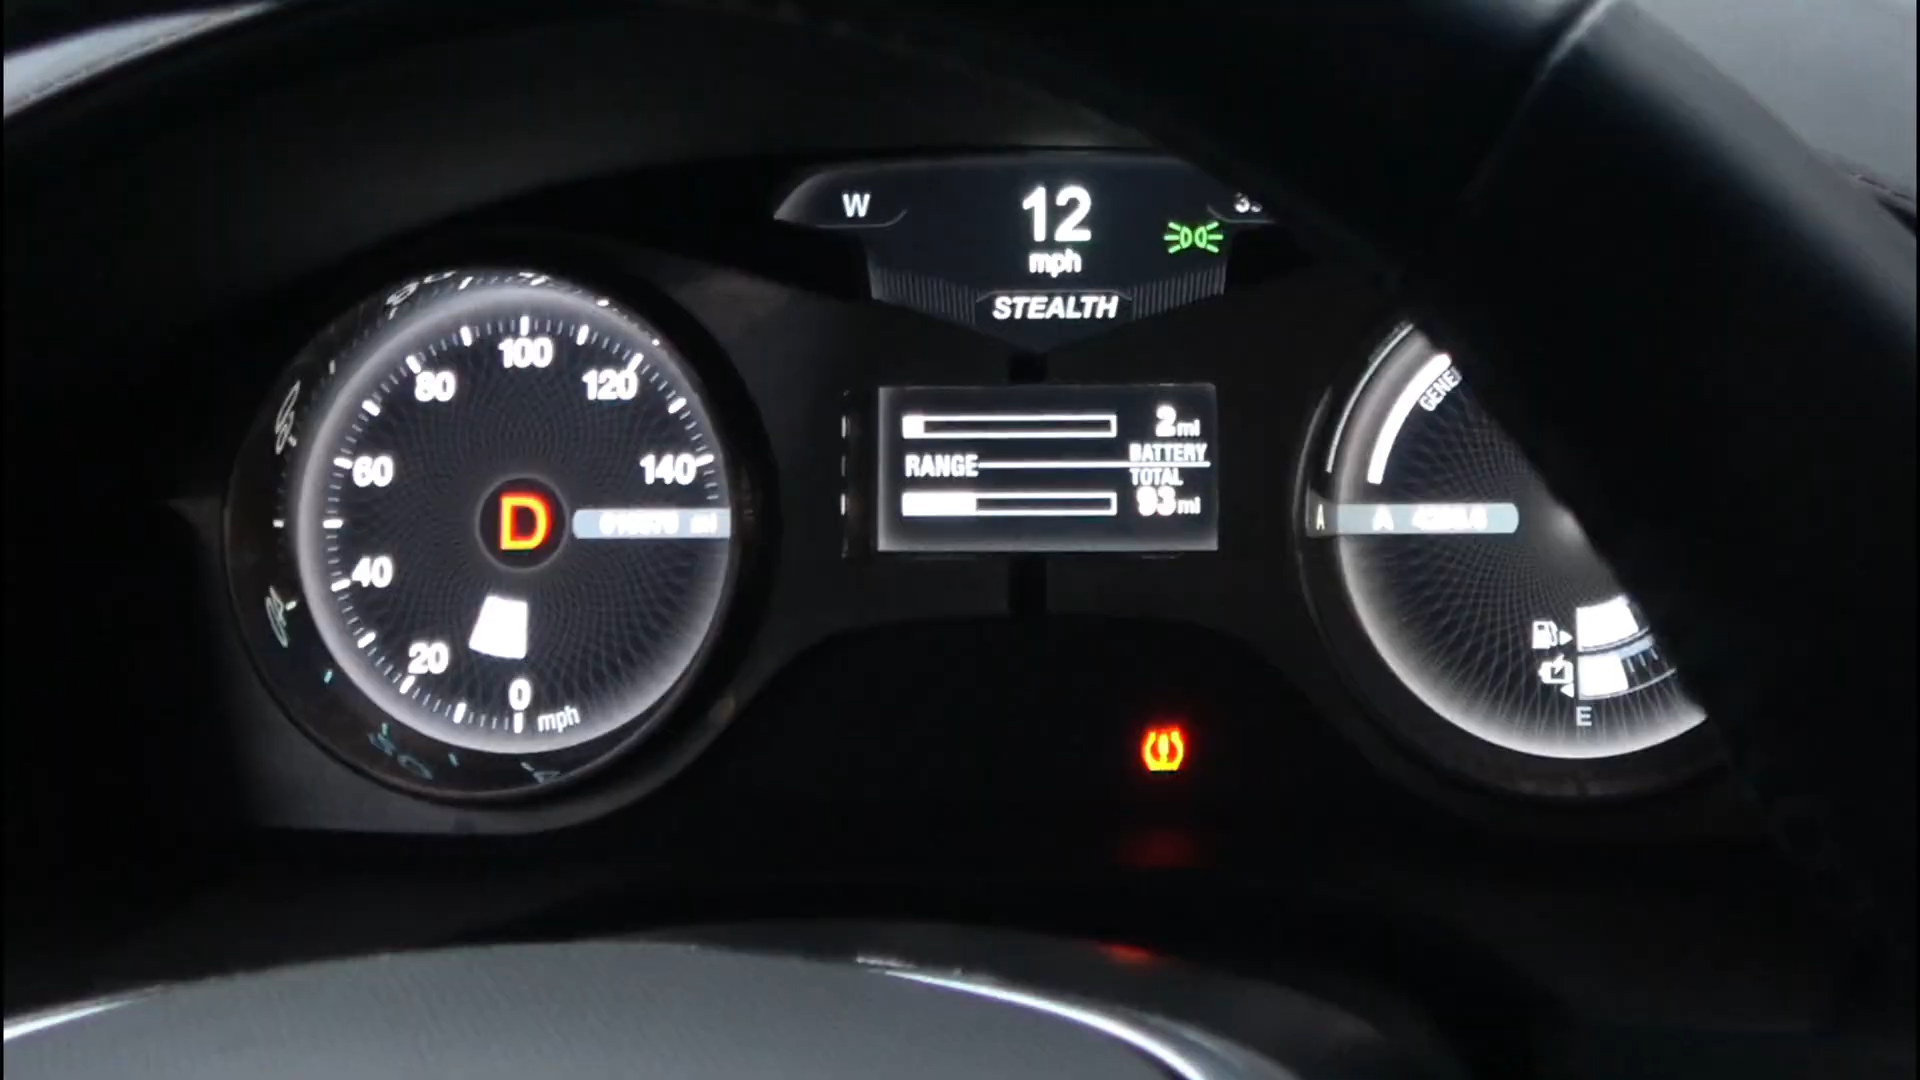 W
12
mph
STEALTH
100
80
120
60
140
D
40
20
0
mph
2mi
BATTERY
RANGE
TOTAL
93mi
A
A
E